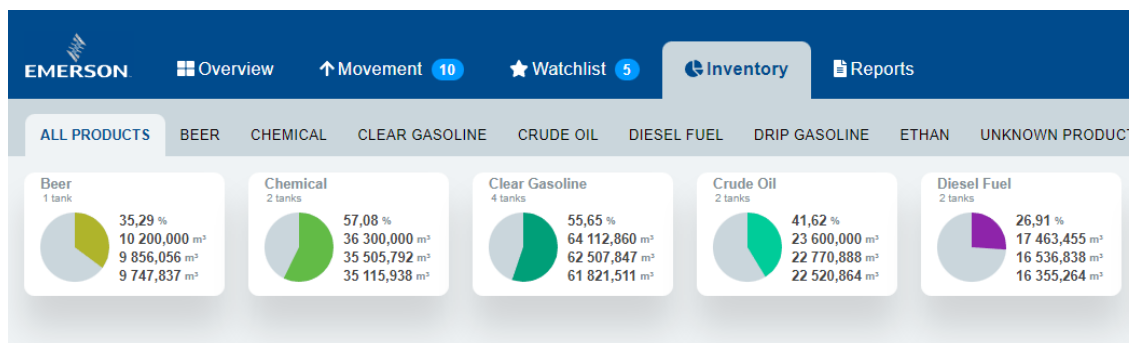 EMERSON.
Overview
Movement 10
Watchlist 5
Inventory
Reports
ALL PRODUCTS
BEER
CHEMICAL
CLEAR GASOLINE
CRUDE OIL
DIESEL FUEL
DRIP GASOLINE
ETHAN
UNKNOWN PRODUCT
Beer
1 tank
35,29 %
10 200,000 m³
9 856,056 m³
9 747,837 m³
Chemical
2 tanks
57,08 %
36 300,000 m³
35 505,792 m³
35 115,938 m³
Clear Gasoline
4 tanks
55,65 %
64 112,860 m³
62 507,847 m³
61 821,511 m³
Crude Oil
2 tanks
41,62 %
23 600,000 m³
22 770,888 m³
22 520,864 m³
Diesel Fuel
2 tanks
26,91 %
17 463,455 m³
16 536,838 m³
16 355,264 m³